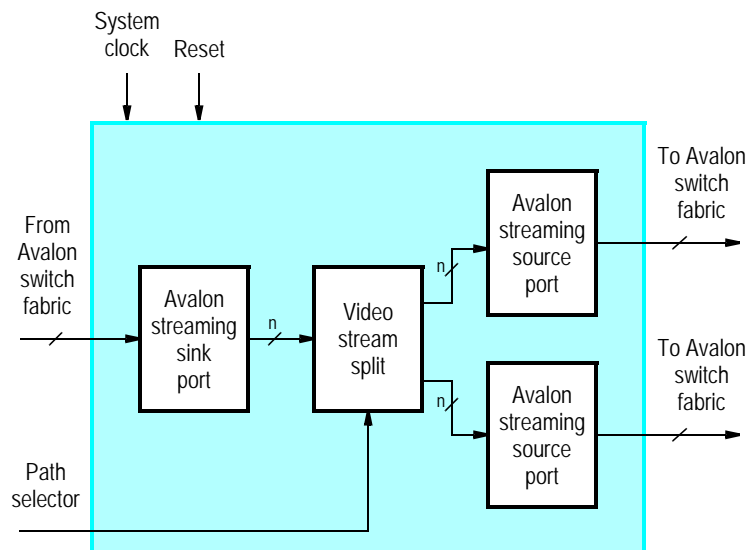 System
clock
Reset
To Avalon
switch
fabric
From
Avalon
switch
fabric
Avalon
streaming
source
port
n
Avalon
streaming
sink
port
n
Video
stream
split
n
Avalon
streaming
source
port
To Avalon
switch
fabric
Path
selector